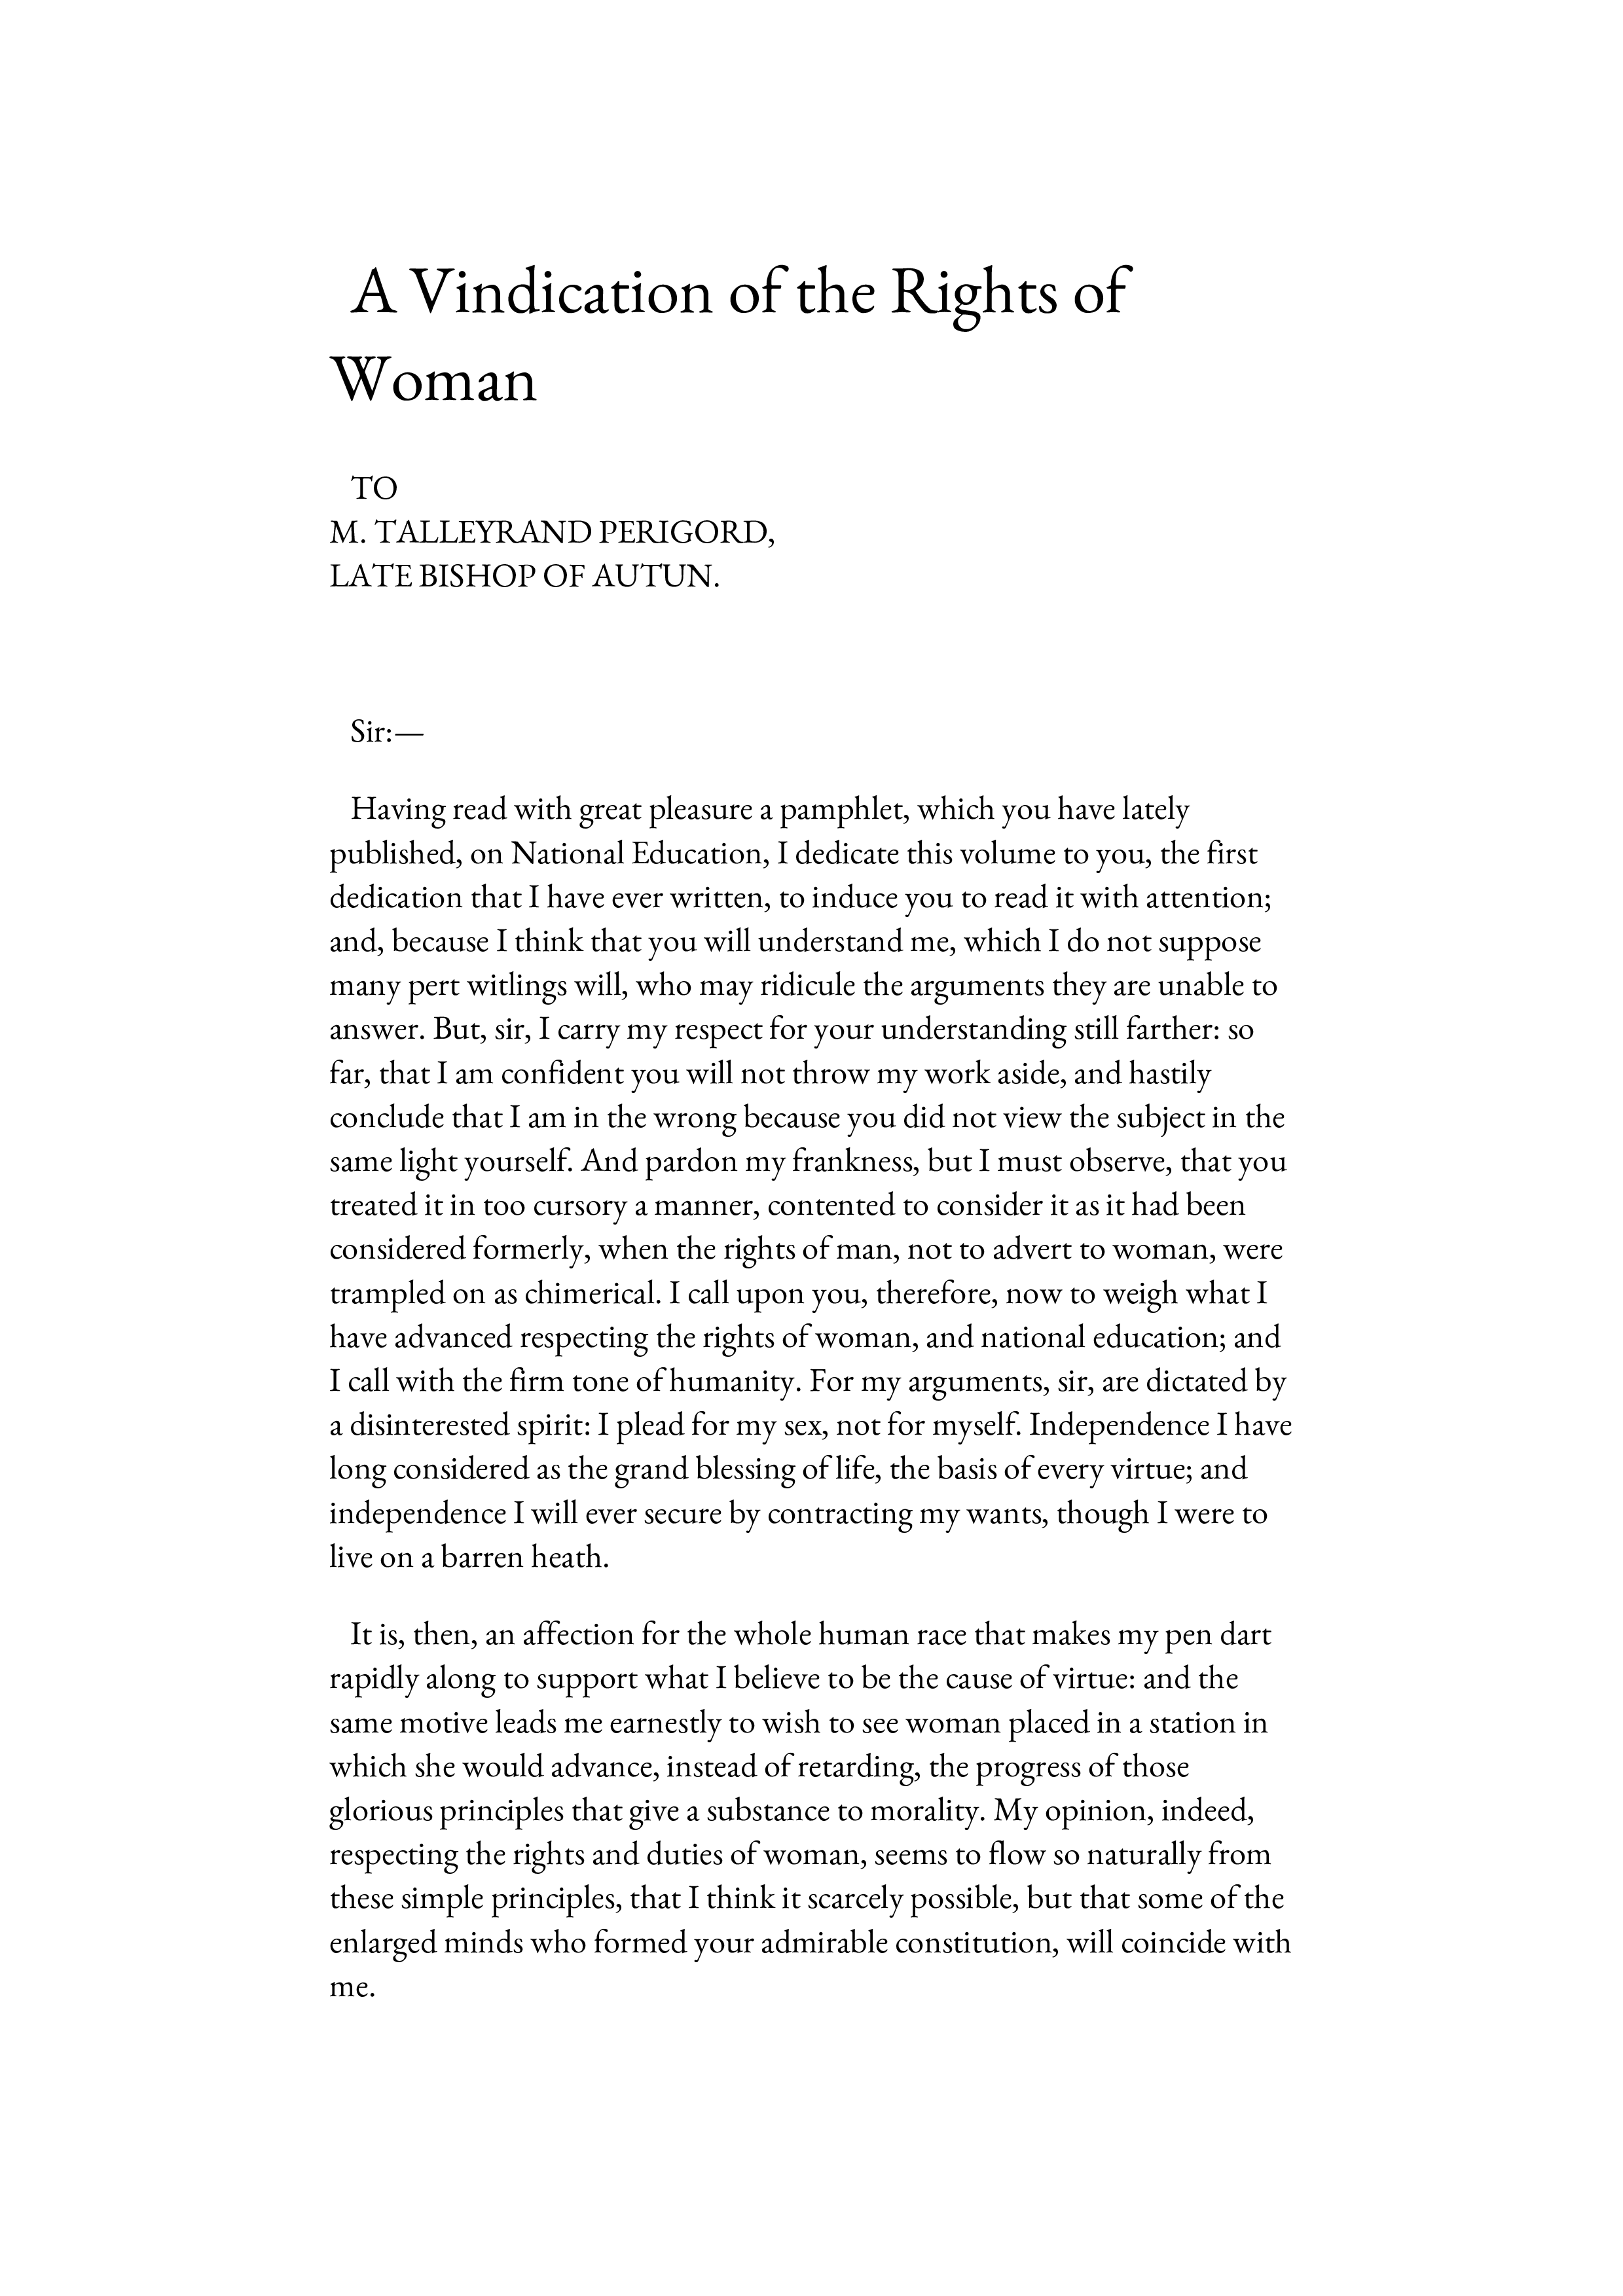 A Vindication of the Rights of
Woman
TO
M. TALLEYRAND PERIGORD,
LATE BISHOP OF AUTUN.
Sir:—
Having read with great pleasure a pamphlet, which you have lately
published, on National Education, I dedicate this volume to you, the first
dedication that I have ever written, to induce you to read it with attention;
and, because I think that you will understand me, which I do not suppose
many pert witlings will, who may ridicule the arguments they are unable to
answer. But, sir, I carry my respect for your understanding still farther: so
far, that I am confident you will not throw my work aside, and hastily
conclude that I am in the wrong because you did not view the subject in the
same light yourself. And pardon my frankness, but I must observe, that you
treated it in too cursory a manner, contented to consider it as it had been
considered formerly, when the rights of man, not to advert to woman, were
trampled on as chimerical. I call upon you, therefore, now to weigh what I
have advanced respecting the rights of woman, and national education; and
I call with the firm tone of humanity. For my arguments, sir, are dictated by
a disinterested spirit: I plead for my sex, not for myself. Independence I have
long considered as the grand blessing of life, the basis of every virtue; and
independence I will ever secure by contracting my wants, though I were to
live on a barren heath.
It is, then, an affection for the whole human race that makes my pen dart
rapidly along to support what I believe to be the cause of virtue: and the
same motive leads me earnestly to wish to see woman placed in a station in
which she would advance, instead of retarding, the progress of those
glorious principles that give a substance to morality. My opinion, indeed,
respecting the rights and duties of woman, seems to flow so naturally from
these simple principles, that I think it scarcely possible, but that some of the
enlarged minds who formed your admirable constitution, will coincide with
me.